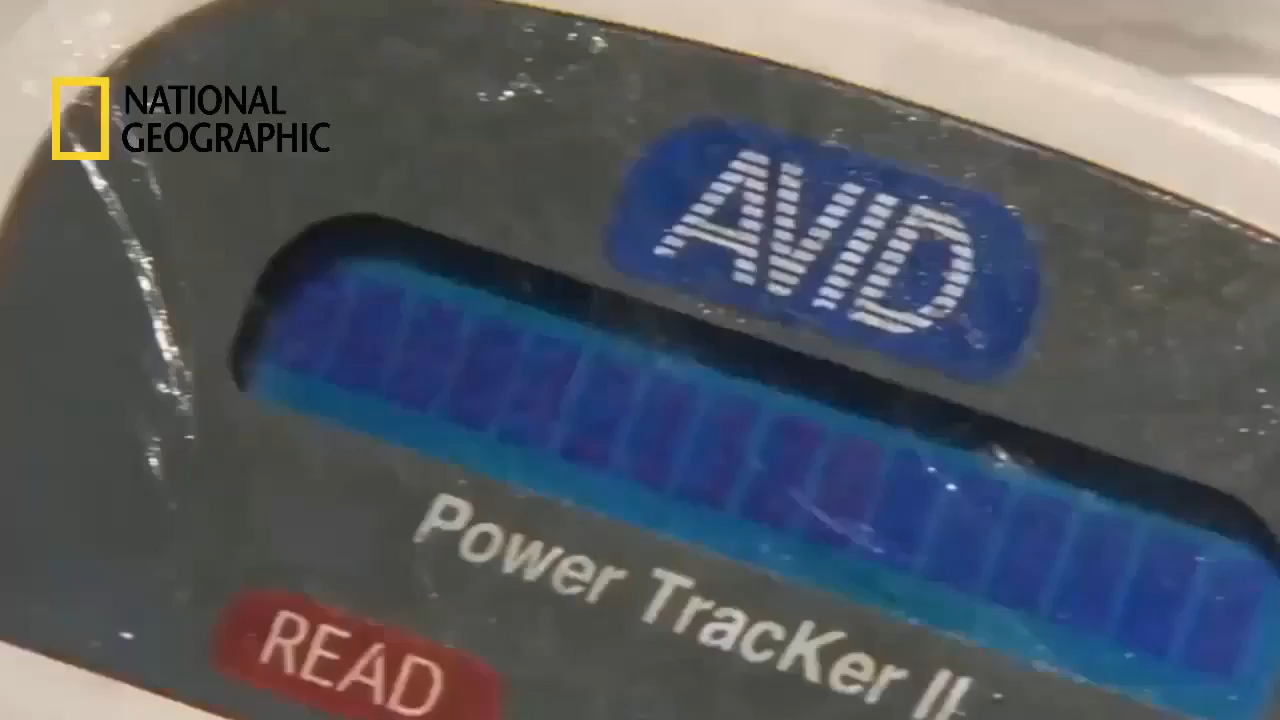 NATIONAL
GEOGRAPHIC
AVID
Power TracKer II
READ